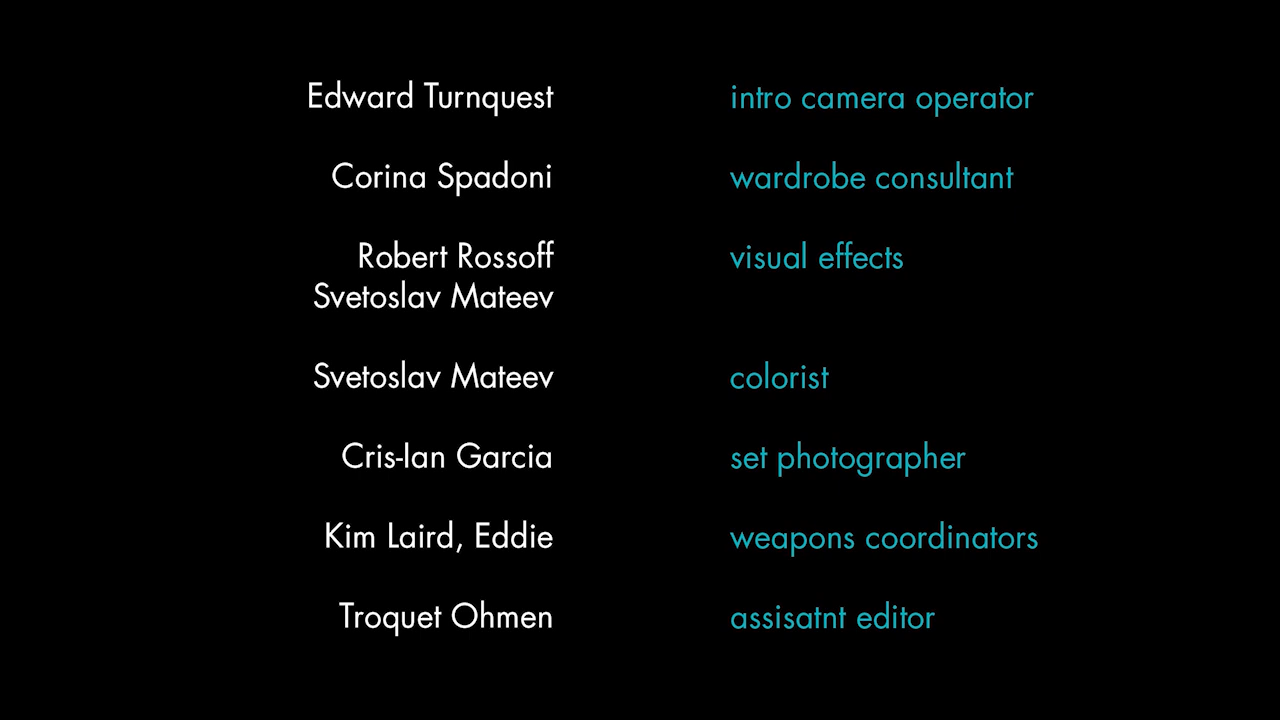 Edward Turnquest intro camera operator
Corina Spadoni wardrobe consultant
Robert Rossoff visual effects
Svetoslav Mateev
Svetoslav Mateev colorist
Cris-Ian Garcia set photographer
Kim Laird, Eddie weapons coordinators
Troquet Ohmen assisatnt editor